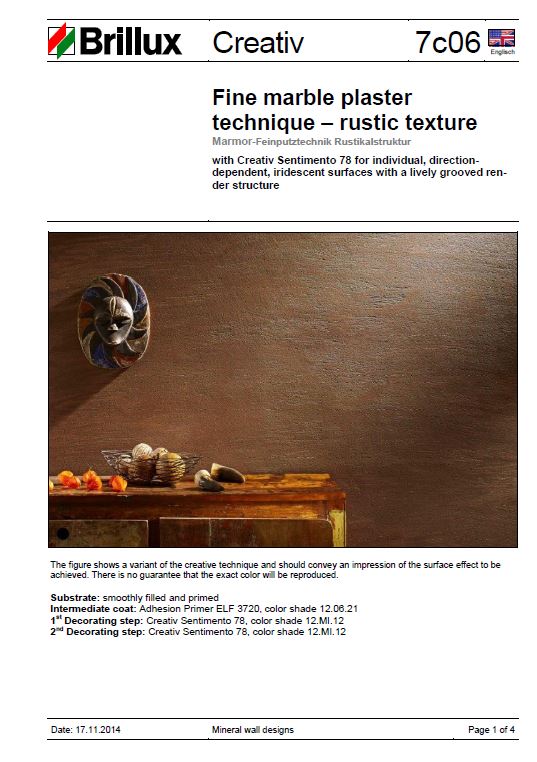 Brillux
Creativ
7c06
Englisch
Fine marble plaster
technique – rustic texture
Marmor-Feinputztechnik Rustikalstruktur
with Creativ Sentimento 78 for individual, direction-
dependent, iridescent surfaces with a lively grooved ren-
der structure
The figure shows a variant of the creative technique and should convey an impression of the surface effect to be
achieved. There is no guarantee that the exact color will be reproduced.
Substrate: smoothly filled and primed
Intermediate coat: Adhesion Primer ELF 3720, color shade 12.06.21
1st Decorating step: Creativ Sentimento 78, color shade 12.MI.12
2nd Decorating step: Creativ Sentimento 78, color shade 12.MI.12
Date: 17.11.2014
Mineral wall designs
Page 1 of 4